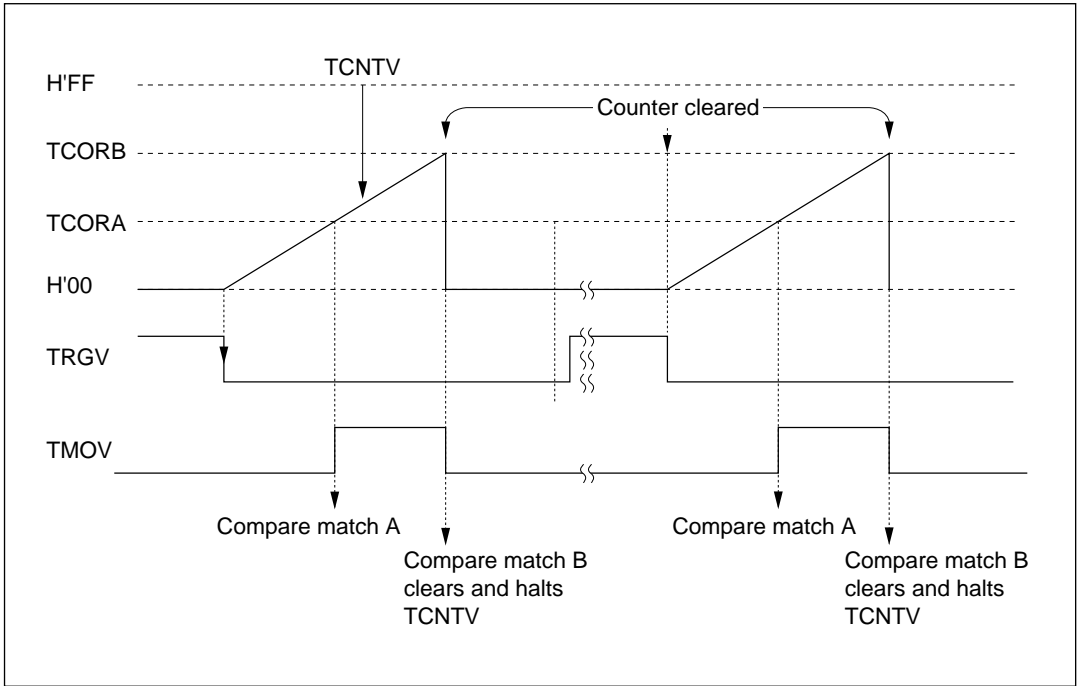 TCNTV
H'FF
Counter cleared
TCORB
TCORA
H'00
TRGV
TMOV
Compare match A
Compare match B
clears and halts
TCNTV
Compare match A
Compare match B
clears and halts
TCNTV